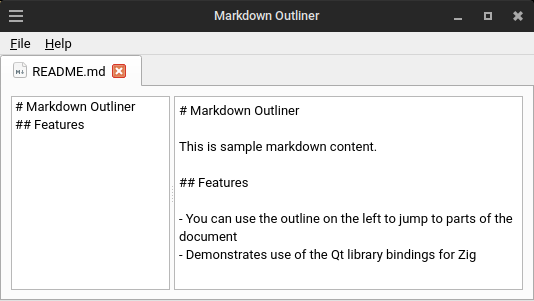 Markdown Outliner
File Help
README.md
# Markdown Outliner
## Features
# Markdown Outliner
This is sample markdown content.
## Features
- You can use the outline on the left to jump to parts of the
document
- Demonstrates use of the Qt library bindings for Zig